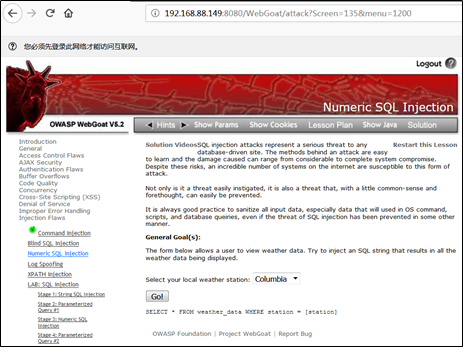 192.168.88.149:8080/WebGoat/attack?Screen=135&menu=1200
您必须先登录此网络才能访问互联网。
Logout ?
Numeric SQL Injection
OWASP WebGoat V5.2
Hints Show Params Show Cookies Lesson Plan Show Java Solution
Introduction
General
Access Control Flaws
AJAX Security
Authentication Flaws
Buffer Overflows
Code Quality
Concurrency
Cross-Site Scripting (XSS)
Denial of Service
Improper Error Handling
Injection Flaws
Command Injection
Blind SQL Injection
Numeric SQL Injection
Log Spoofing
XPATH Injection
LAB: SQL Injection
Stage 1: String SQL Injection
Stage 2: Parameterized
Query #1
Stage 3: Numeric SQL
Injection
Stage 4: Parameterized
Query #2
Solution Videos SQL injection attacks represent a serious threat to any Restart this Lesson
database-driven site. The methods behind an attack are easy
to learn and the damage caused can range from considerable to complete system compromise.
Despite these risks, an incredible number of systems on the internet are susceptible to this form of
attack.
Not only is it a threat easily instigated, it is also a threat that, with a little common-sense and
forethought, can easily be prevented.
It is always good practice to sanitize all input data, especially data that will used in OS command,
scripts, and database queries, even if the threat of SQL injection has been prevented in some other
manner.
General Goal(s):
The form below allows a user to view weather data. Try to inject an SQL string that results in all the
weather data being displayed.
Select your local weather station: Columbia
Go!
SELECT * FROM weather_data WHERE station = [station]
OWASP Foundation | Project WebGoat | Report Bug